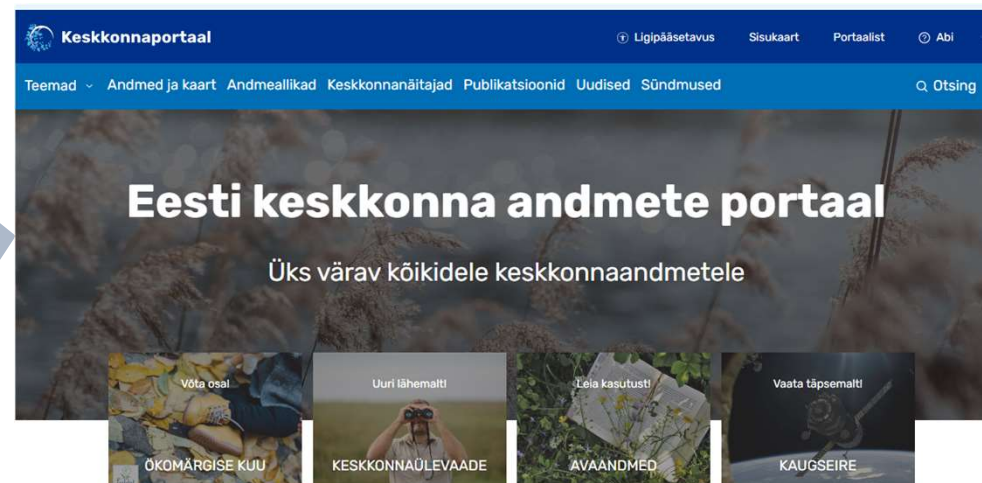 Keskkonnaportaal
Ligipääsetavus Sisukaart Portaalist Abi
Teemad Andmed ja kaart Andmeallikad Keskkonnanäitajad Publikatsioonid Uudised Sündmused Otsing
Eesti keskkonna andmete portaal
Üks värav kõikidele keskkonnaandmetele
Võta osa! Uuri lähemalt! Leia kasutust! Vaata täpsemalt!
ÖKOMÄRGISE KUU KESKKONNAÜLEVAADE AVAANDMED KAUGSEIRE